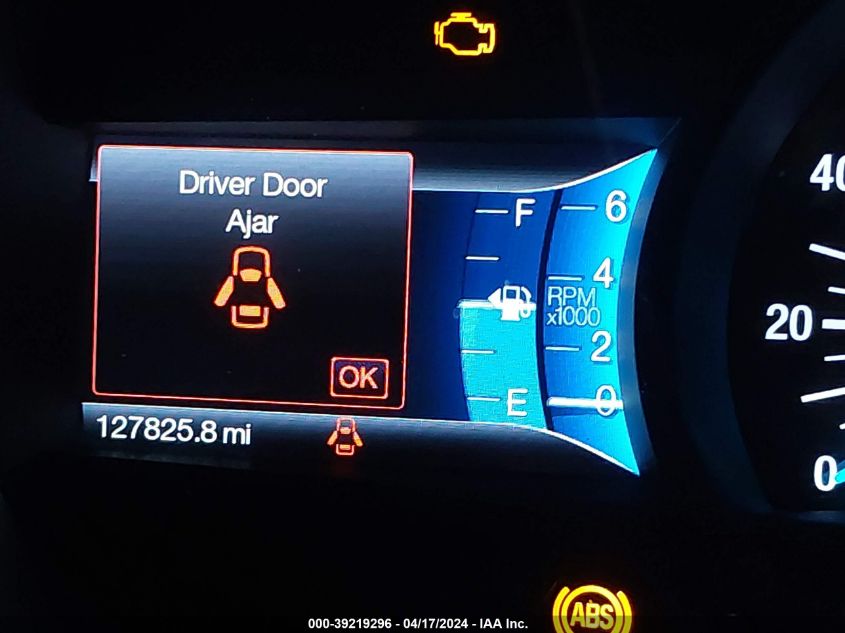 Driver Door
Ajar
OK
127825.8 mi
F
E
6
4
RPM
x1000
2
0
40
20
0
ABS
000-39219296 - 04/17/2024 - IAA Inc.